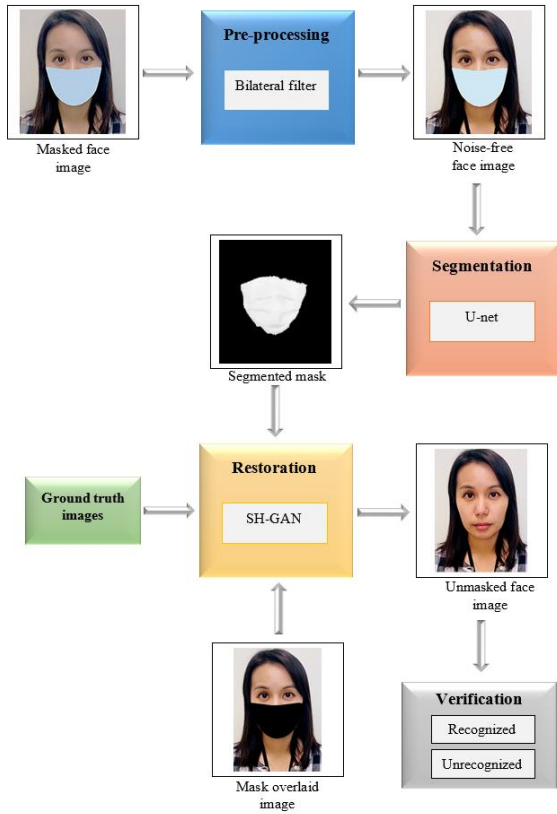 Pre-processing
Bilateral filter
Masked face
image
Noise-free
face image
Segmentation
U-net
Segmented mask
Restoration
SH-GAN
Ground truth
images
Unmasked face
image
Mask overlaid
image
Verification
Recognized
Unrecognized